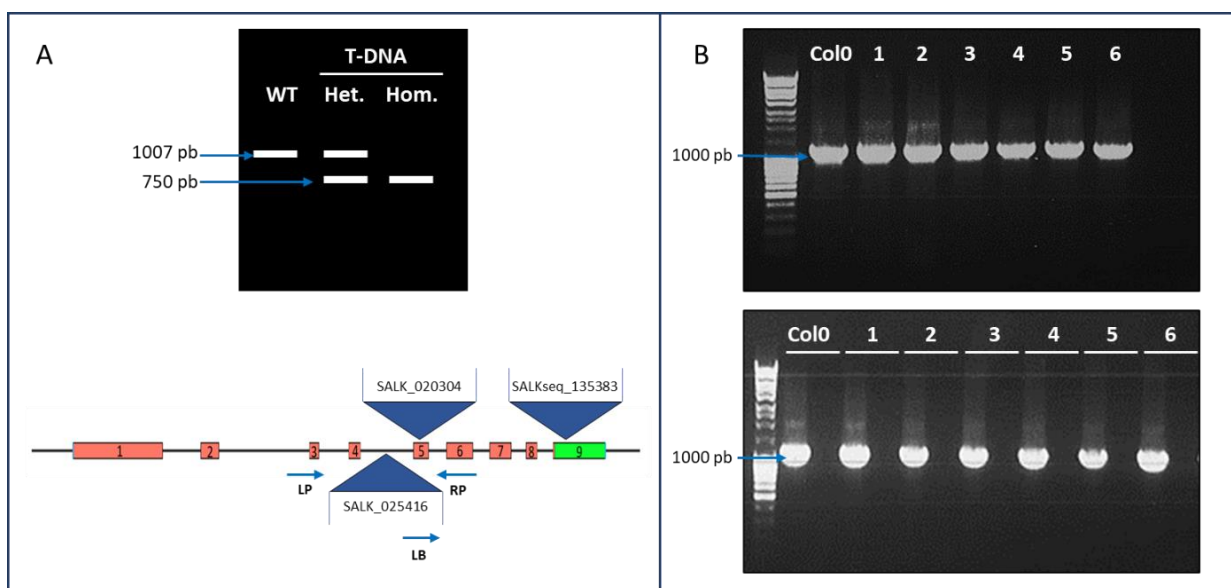 A
T-DNA
WT Het. Hom.
1007 pb
750 pb
SALK_020304 SALKseq_135383
1 2 3 4 5 6 7 8 9
LP RP
SALK_025416
LB
B
Col0 1 2 3 4 5 6
1000 pb
Col0 1 2 3 4 5 6
1000 pb